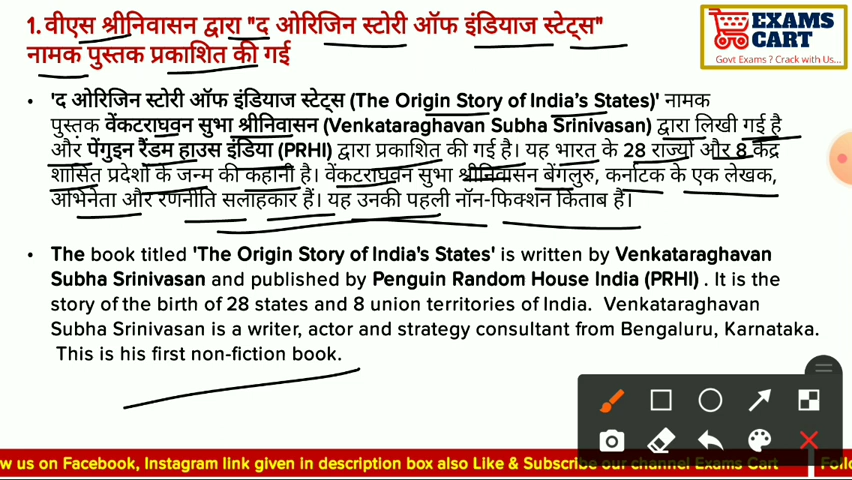 1. वीएस श्रीनिवासन द्वारा "द ओरिजिन स्टोरी ऑफ इंडियाज स्टेट्स"
नामक पुस्तक प्रकाशित की गई
EXAMS
CART
Govt Exams ? Crack with Us...
• 'द ओरिजिन स्टोरी ऑफ इंडियाज स्टेट्स (The Origin Story of India's States)' नामक
पुस्तक वेंकटराघवन सुभा श्रीनिवासन (Venkataraghavan Subha Srinivasan) द्वारा लिखी गई है
और पेंगुइन रैंडम हाउस इंडिया (PRHI) द्वारा प्रकाशित की गई है। यह भारत के 28 राज्यों और 8 केंद्र
शासित प्रदेशों के जन्म की कहानी है। वेंकटराघवन सुभा श्रीनिवासन बेंगलुरु, कर्नाटक के एक लेखक,
अभिनेता और रणनीति सलाहकार हैं। यह उनकी पहली नॉन-फिक्शन किताब है।
• The book titled 'The Origin Story of India's States' is written by Venkataraghavan
Subha Srinivasan and published by Penguin Random House India (PRHI) . It is the
story of the birth of 28 states and 8 union territories of India. Venkataraghavan
Subha Srinivasan is a writer, actor and strategy consultant from Bengaluru, Karnataka.
This is his first non-fiction book.
w us on Facebook, Instagram link given in description box also Like & Subscribe our channel Exams Cart Follo